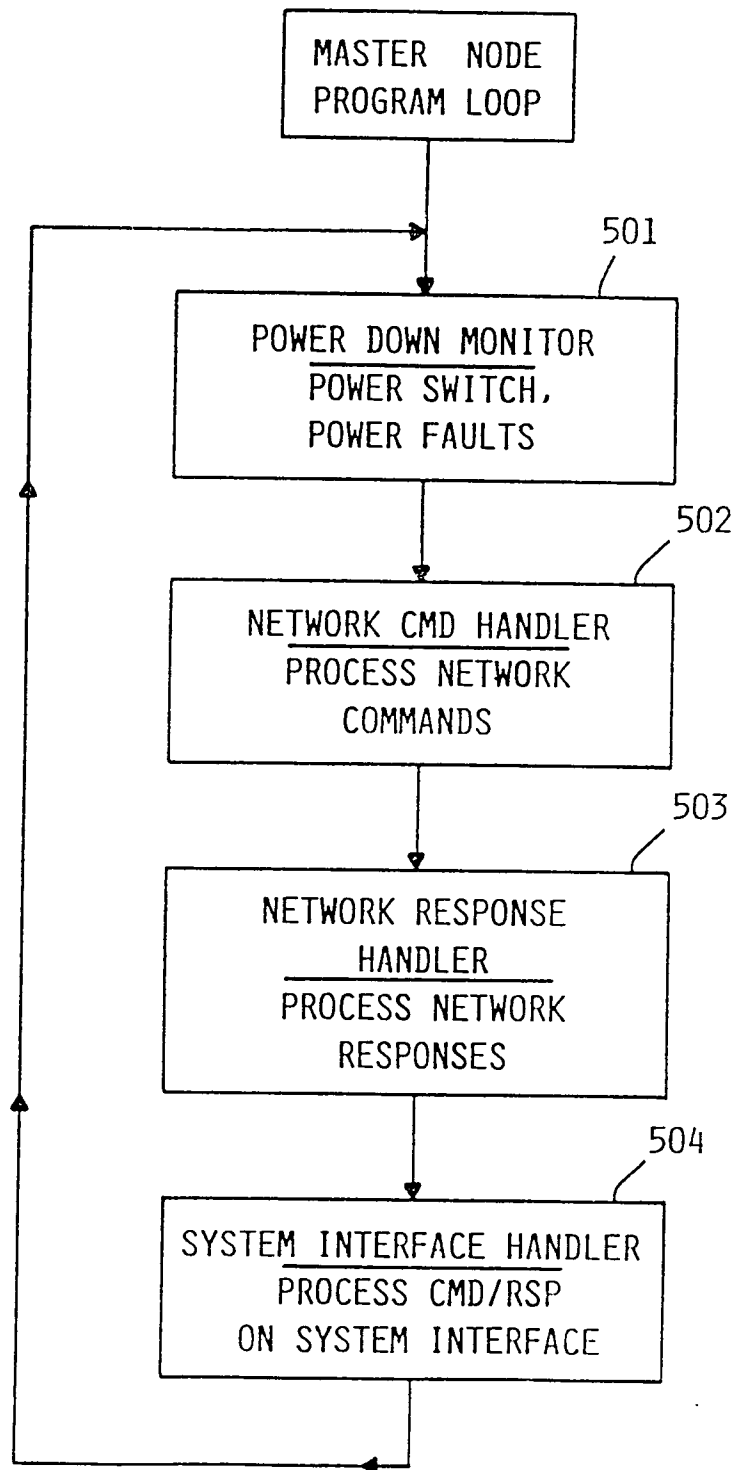 MASTER NODE
PROGRAM LOOP
501
POWER DOWN MONITOR
POWER SWITCH,
POWER FAULTS
502
NETWORK CMD HANDLER
PROCESS NETWORK
COMMANDS
503
NETWORK RESPONSE
HANDLER
PROCESS NETWORK
RESPONSES
504
SYSTEM INTERFACE HANDLER
PROCESS CMD/RSP
ON SYSTEM INTERFACE